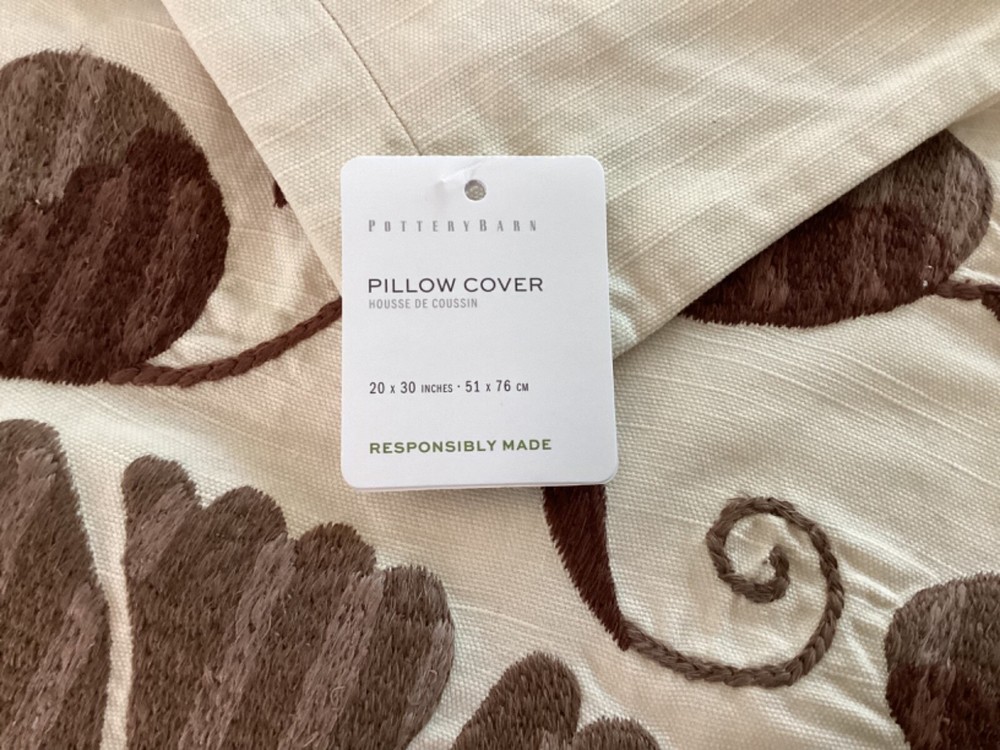 POTTERYBARN
PILLOW COVER
HOUSSE DE COUSSIN
20 x 30 INCHES · 51 x 76 CM
RESPONSIBLY MADE